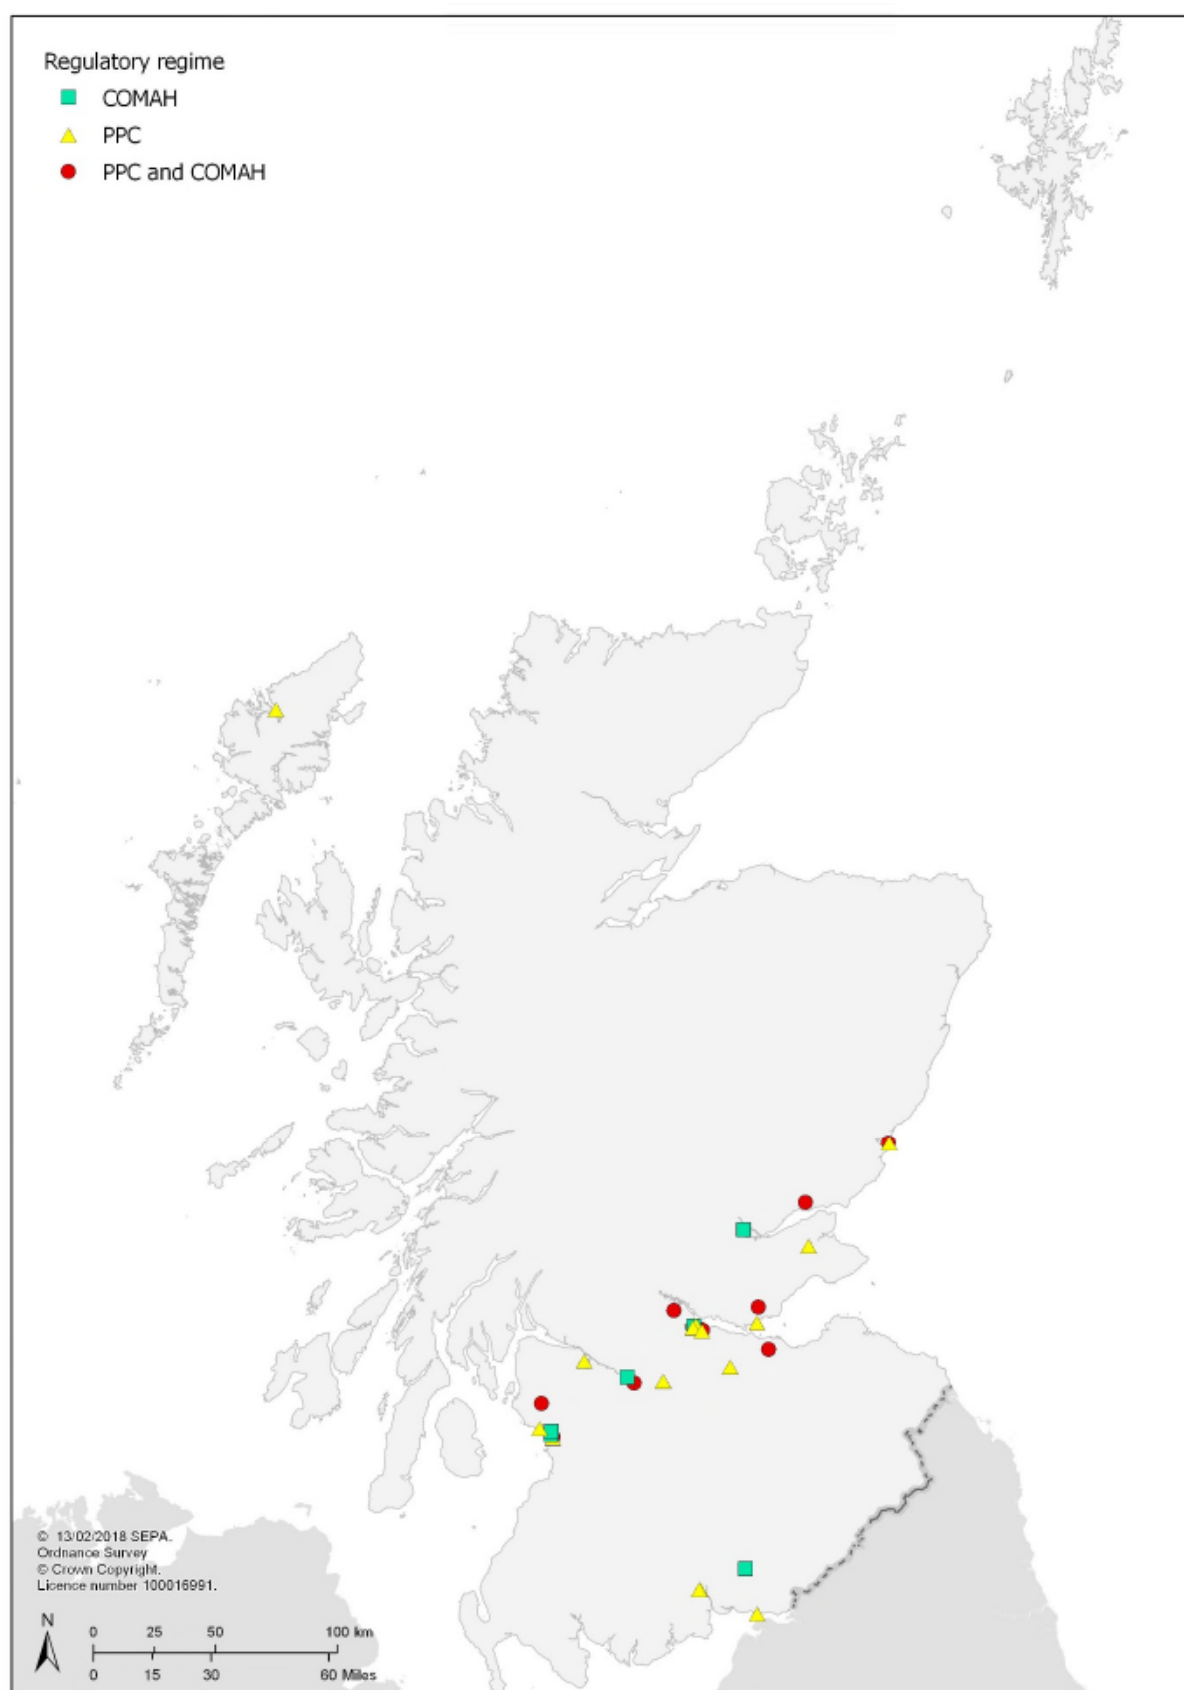 Regulatory regime
COMAH
PPC
PPC and COMAH
© 13/02/2018 SEPA.
Ordnance Survey
© Crown Copyright.
Licence number 100016991.
N
0 25 50 100 km
0 15 30 60 Miles